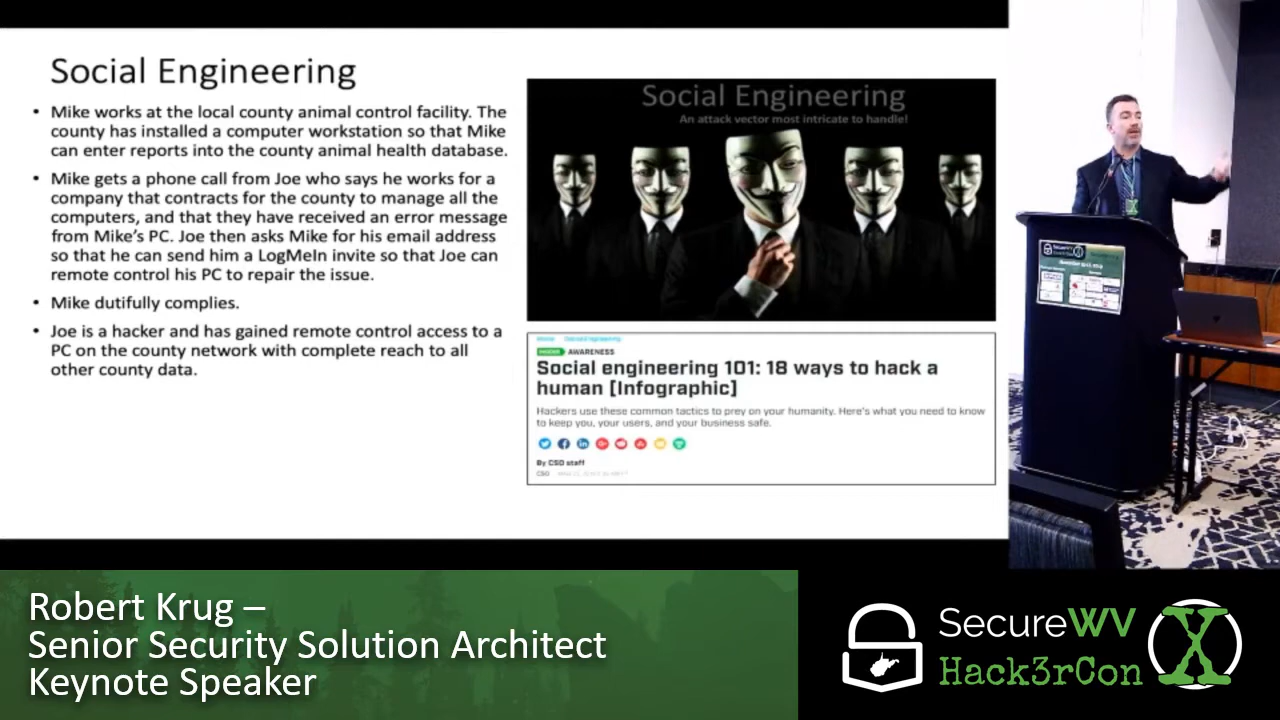 Social Engineering
• Mike works at the local county animal control facility. The
county has installed a computer workstation so that Mike
can enter reports into the county animal health database.
• Mike gets a phone call from Joe who says he works for a
company that contracts for the county to manage all the
computers, and that they have received an error message
from Mike's PC. Joe then asks Mike for his email address
so that he can send him a LogMeIn invite so that Joe can
remote control his PC to repair the issue.
• Mike dutifully complies.
• Joe is a hacker and has gained remote control access to a
PC on the county network with complete reach to all
other county data.
Social Engineering
An attack vector most intricate to handle!
AWARENESS
Social engineering 101: 18 ways to hack a
human [Infographic]
Hackers use these common tactics to prey on your humanity. Here's what you need to know
to keep you, your users, and your business safe.
By CSO staff
CSO
Robert Krug –
Senior Security Solution Architect
Keynote Speaker
SecureWV
Hack3rCon
X